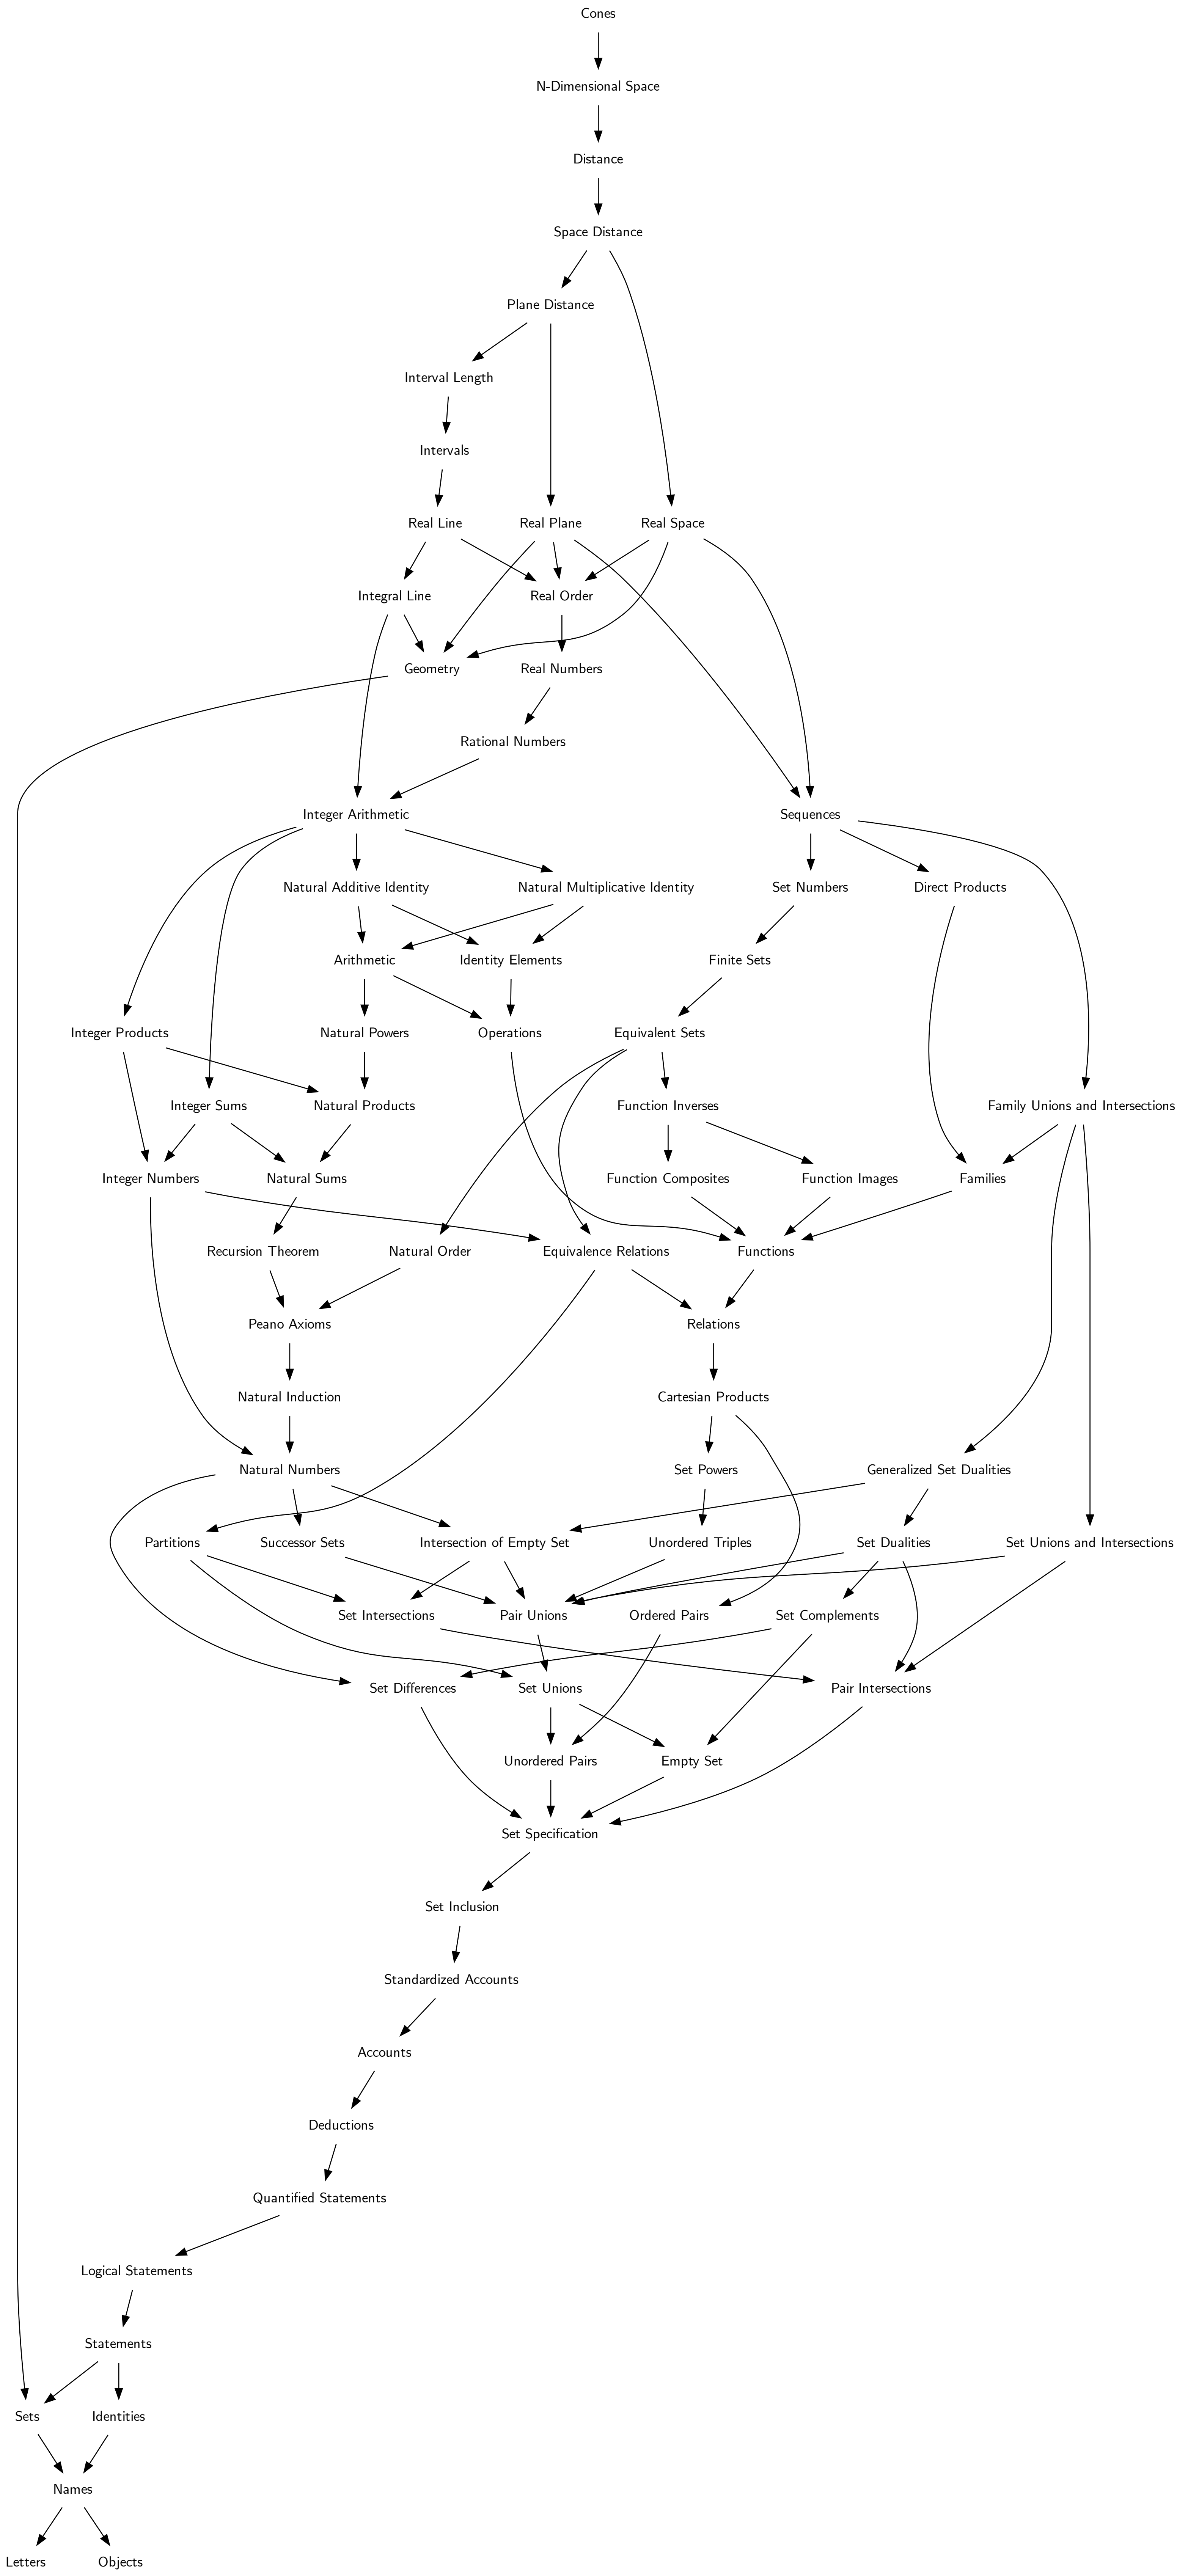 Cones
N-Dimensional Space
Distance
Space Distance
Plane Distance
Interval Length
Intervals
Real Line
Real Plane
Real Space
Integral Line
Real Order
Geometry
Real Numbers
Rational Numbers
Integer Arithmetic
Sequences
Natural Additive Identity
Natural Multiplicative Identity
Set Numbers
Direct Products
Arithmetic
Identity Elements
Finite Sets
Integer Products
Natural Powers
Operations
Equivalent Sets
Integer Sums
Natural Products
Function Inverses
Family Unions and Intersections
Integer Numbers
Natural Sums
Function Composites
Function Images
Families
Recursion Theorem
Natural Order
Equivalence Relations
Functions
Peano Axioms
Relations
Natural Induction
Cartesian Products
Natural Numbers
Set Powers
Generalized Set Dualities
Partitions
Successor Sets
Intersection of Empty Set
Unordered Triples
Set Dualities
Set Unions and Intersections
Set Intersections
Pair Unions
Ordered Pairs
Set Complements
Set Differences
Set Unions
Pair Intersections
Unordered Pairs
Empty Set
Set Specification
Set Inclusion
Standardized Accounts
Accounts
Deductions
Quantified Statements
Logical Statements
Statements
Sets
Identities
Names
Letters
Objects